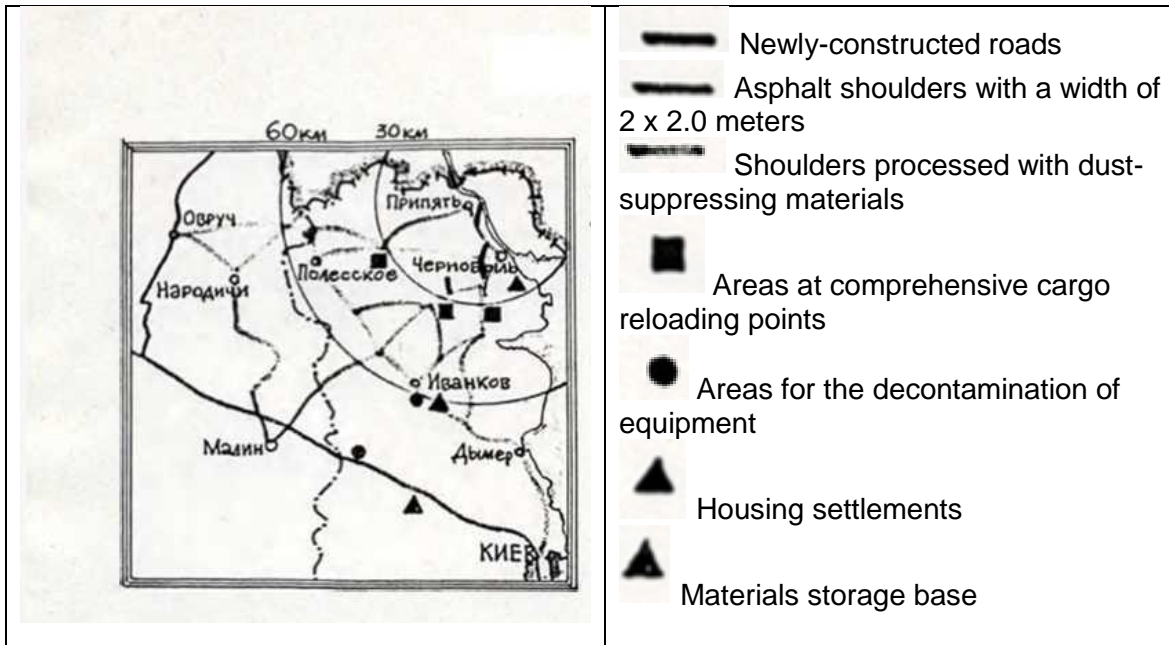 60км 30км
Припять
Овруч
Полесское
Чернобыль
Народичи
Иванков
Малин
Дымер
КИЕВ
Newly-constructed roads
Asphalt shoulders with a width of
2 x 2.0 meters
Shoulders processed with dust-
suppressing materials
Areas at comprehensive cargo
reloading points
Areas for the decontamination of
equipment
Housing settlements
Materials storage base